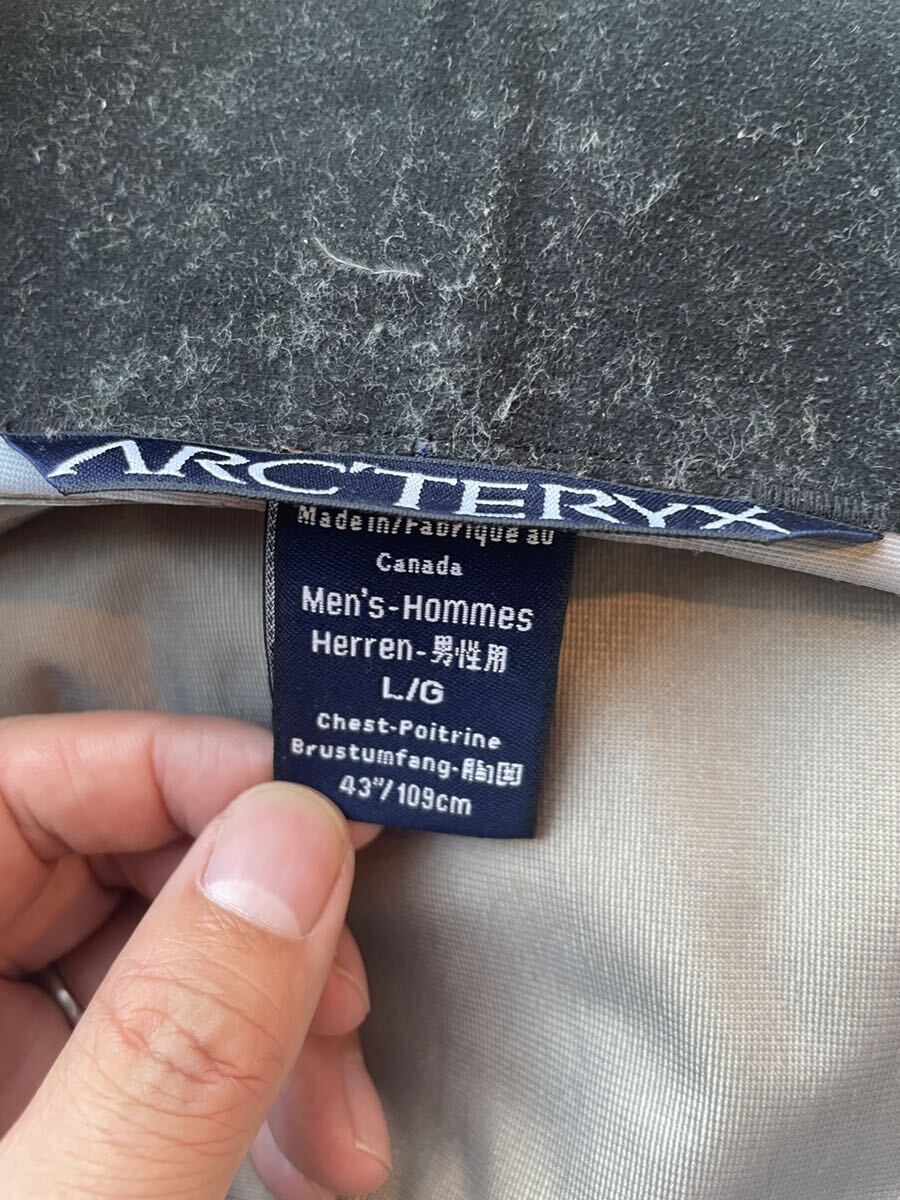 ARC'TERYX
Made in/Fabriqué au
Canada
Men's-Hommes
Herren-男性用
L/G
Chest-Poitrine
Brustumfang-胸囲
43"/109cm